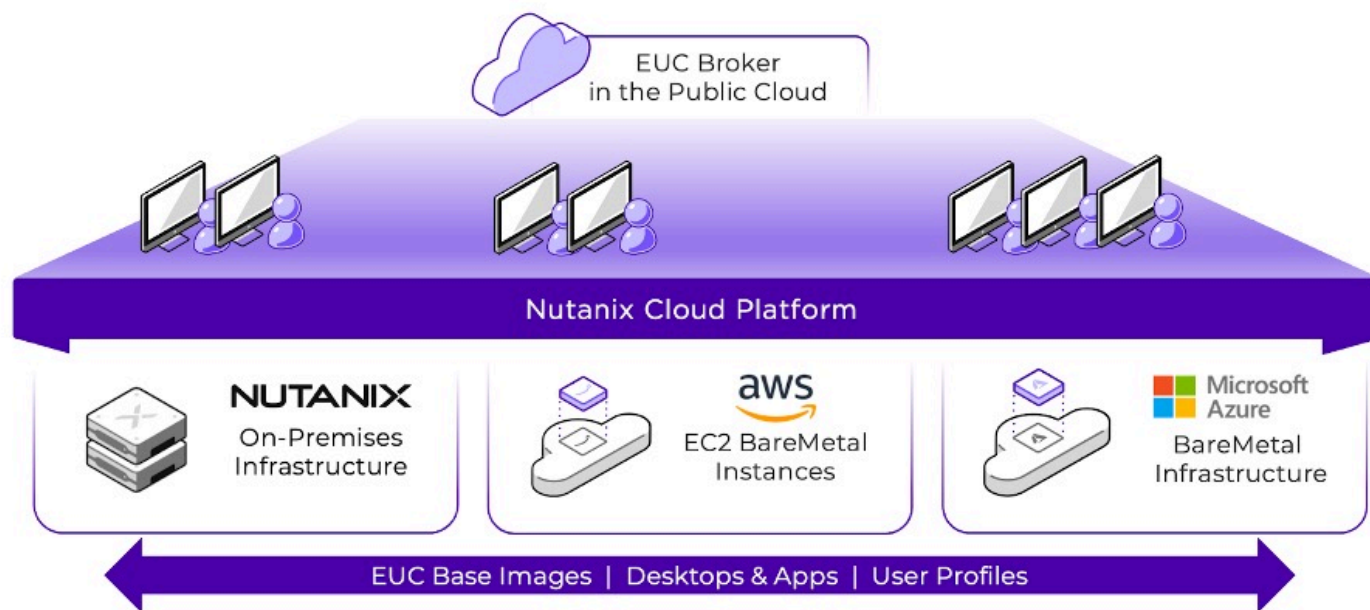 EUC Broker
in the Public Cloud
Nutanix Cloud Platform
NUTANIX
On-Premises
Infrastructure
aws
EC2 BareMetal
Instances
Microsoft
Azure
BareMetal
Infrastructure
EUC Base Images | Desktops & Apps | User Profiles